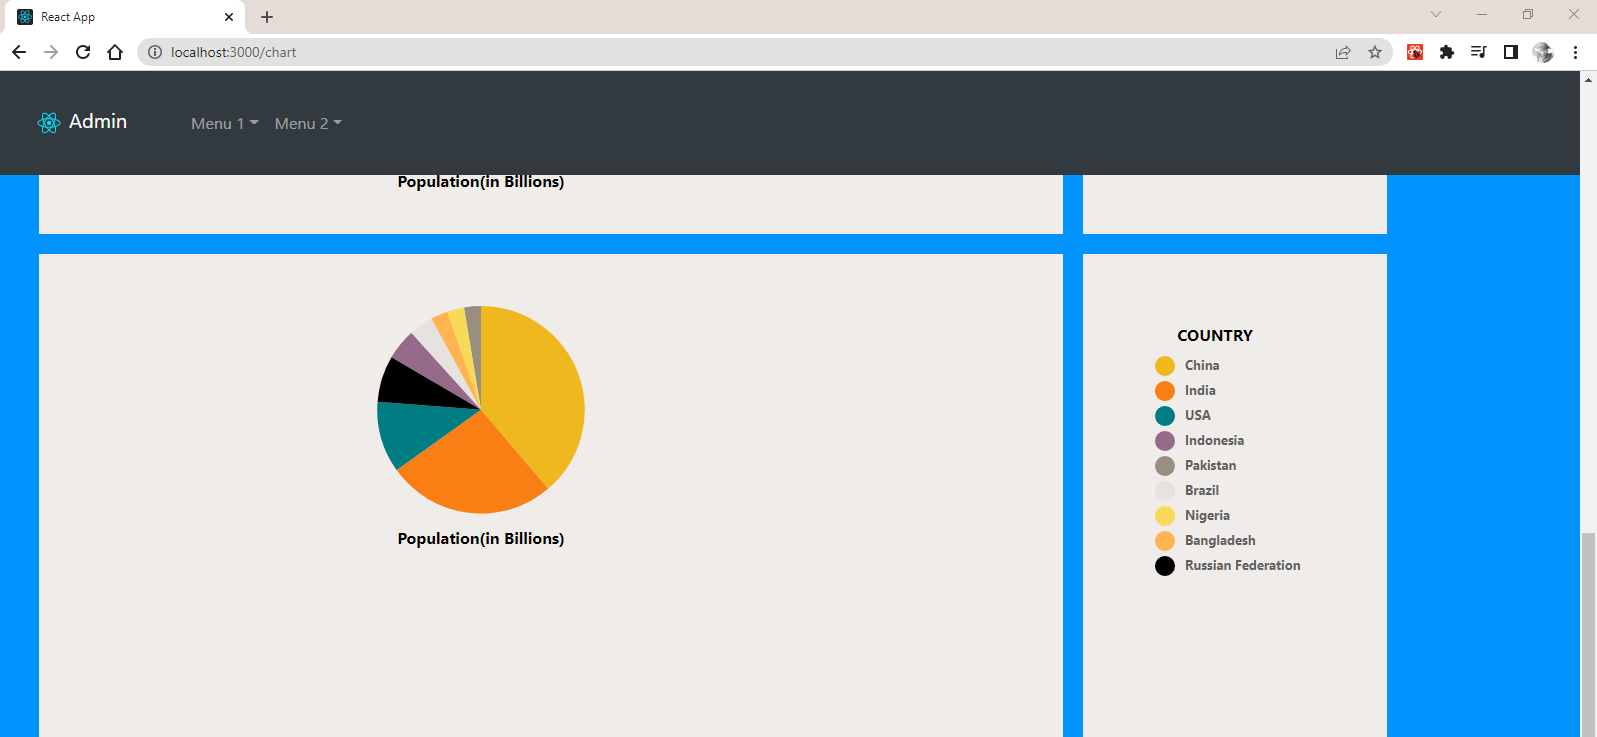 React App
localhost:3000/chart
Admin
Menu 1
Menu 2
Population(in Billions)
COUNTRY
China
India
USA
Indonesia
Pakistan
Brazil
Nigeria
Bangladesh
Russian Federation
Population(in Billions)